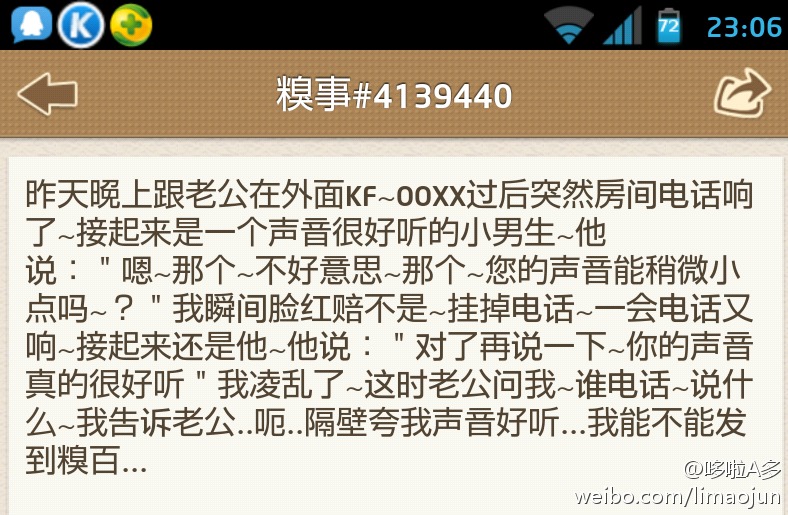 72 23:06
糗事#4139440
昨天晚上跟老公在外面KF~OOXX过后突然房间电话响
了~接起来是一个声音很好听的小男生~他
说："嗯~那个~不好意思~那个~您的声音能稍微小
点吗~？"我瞬间脸红赔不是~挂掉电话~一会电话又
响~接起来还是他~他说："对了再说一下~你的声音
真的很好听"我凌乱了~这时老公问我~谁电话~说什
么~我告诉老公..呃..隔壁夸我声音好听...我能不能发
到糗百...
@哆啦A多
weibo.com/limaojun